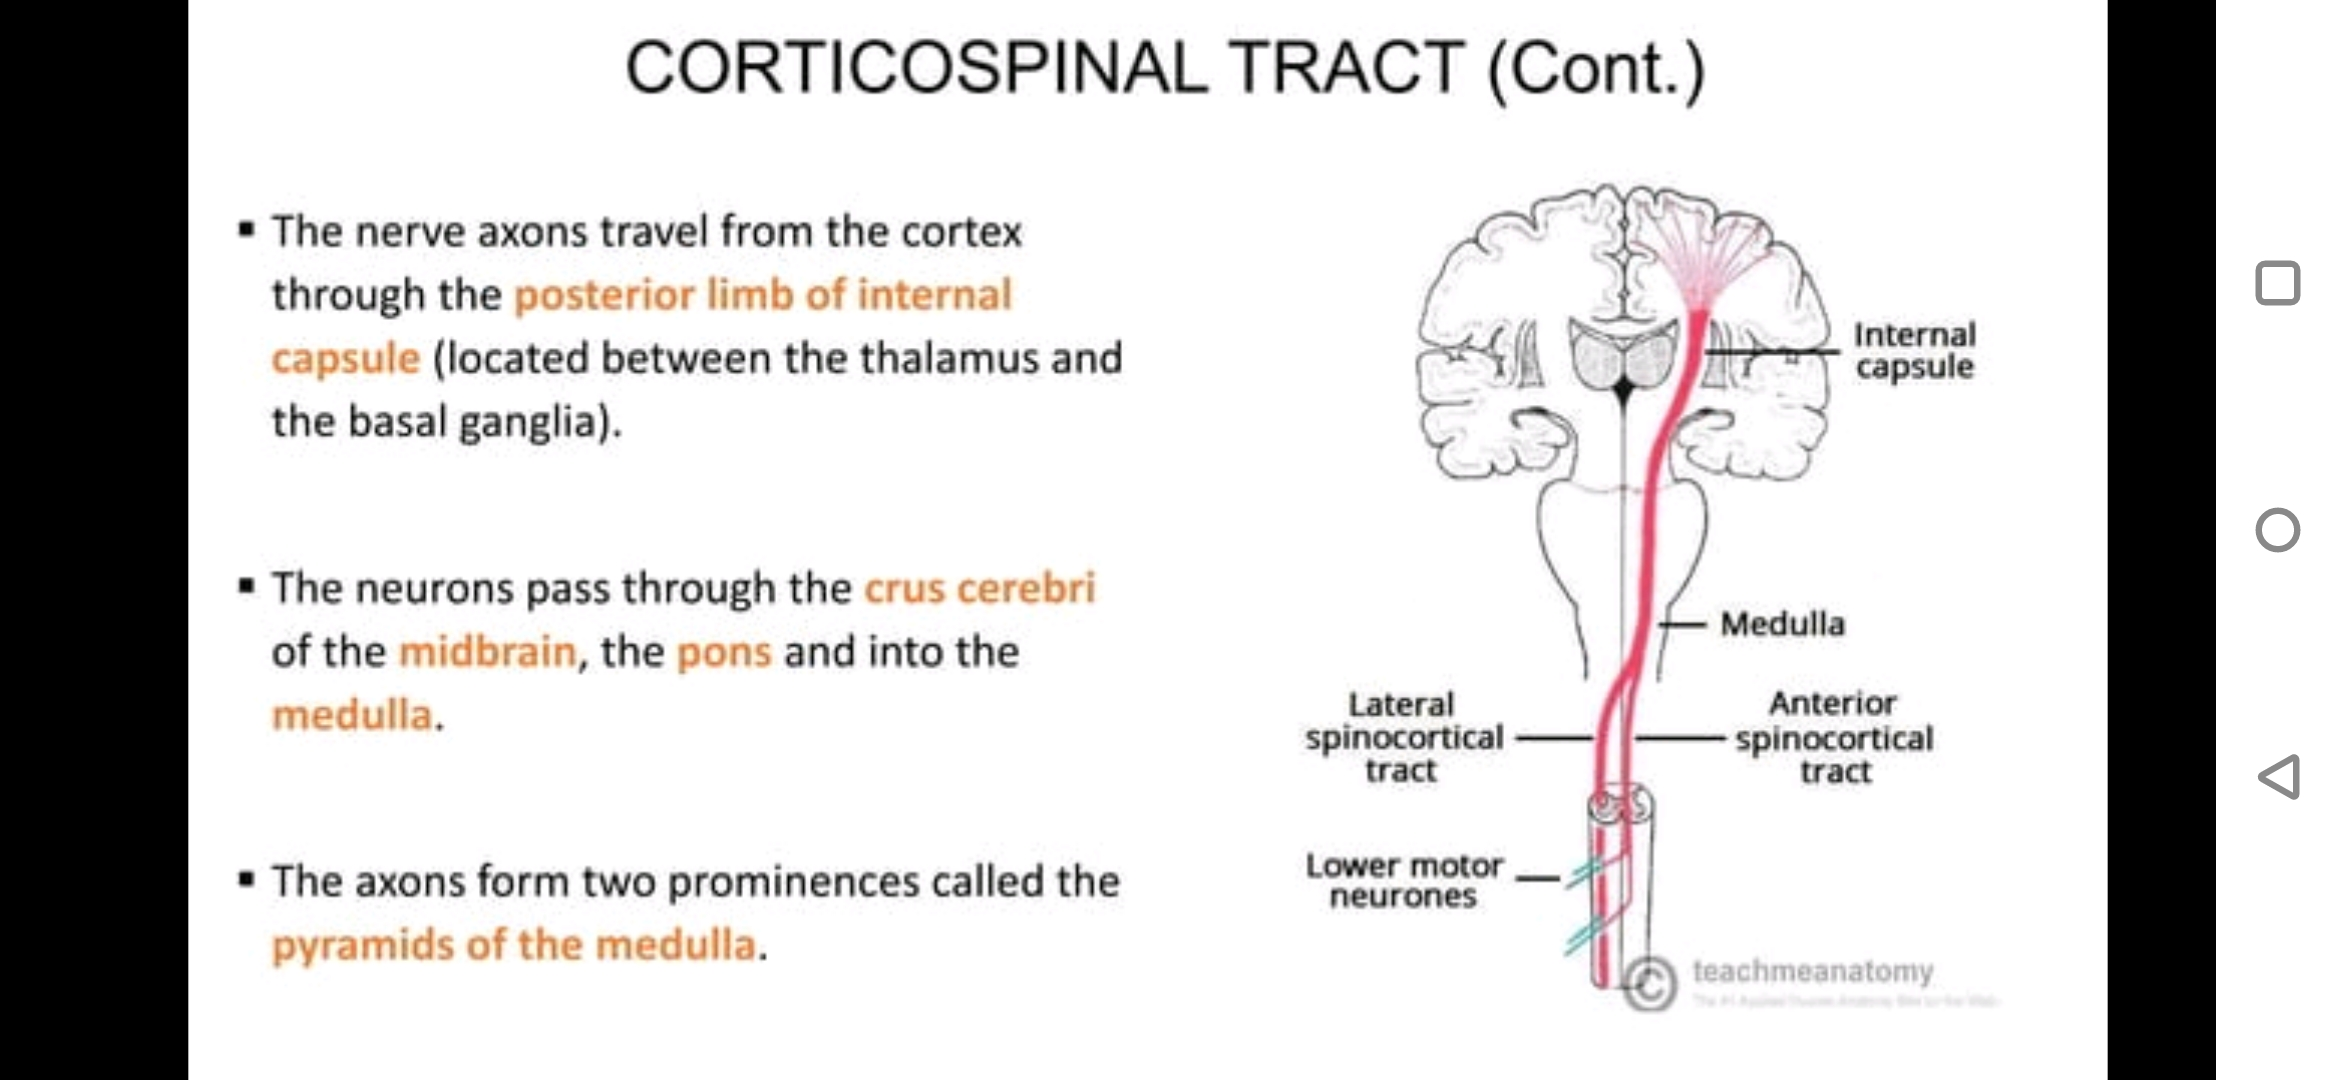 CORTICOSPINAL TRACT (Cont.)
▪ The nerve axons travel from the cortex
through the posterior limb of internal
capsule (located between the thalamus and
the basal ganglia).
▪ The neurons pass through the crus cerebri
of the midbrain, the pons and into the
medulla.
▪ The axons form two prominences called the
pyramids of the medulla.
Internal
capsule
Medulla
Lateral
spinocortical
tract
Anterior
spinocortical
tract
Lower motor
neurones
© teachmeanatomy